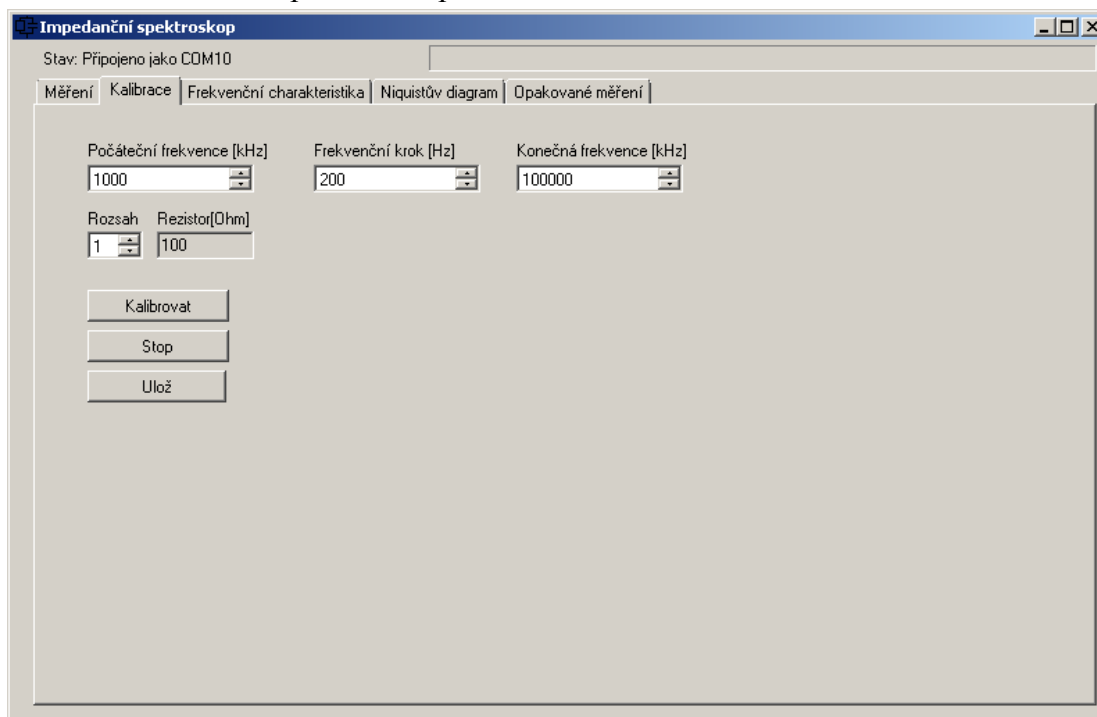 Impedanční spektroskop
Stav: Připojeno jako COM10
Měření Kalibrace Frekvenční charakteristika Niquistův diagram Opakované měření
Počáteční frekvence [kHz] Frekvenční krok [Hz] Konečná frekvence [kHz]
1000 200 100000
Rozsah Rezistor[Ohm]
1 100
Kalibrovat
Stop
Ulož